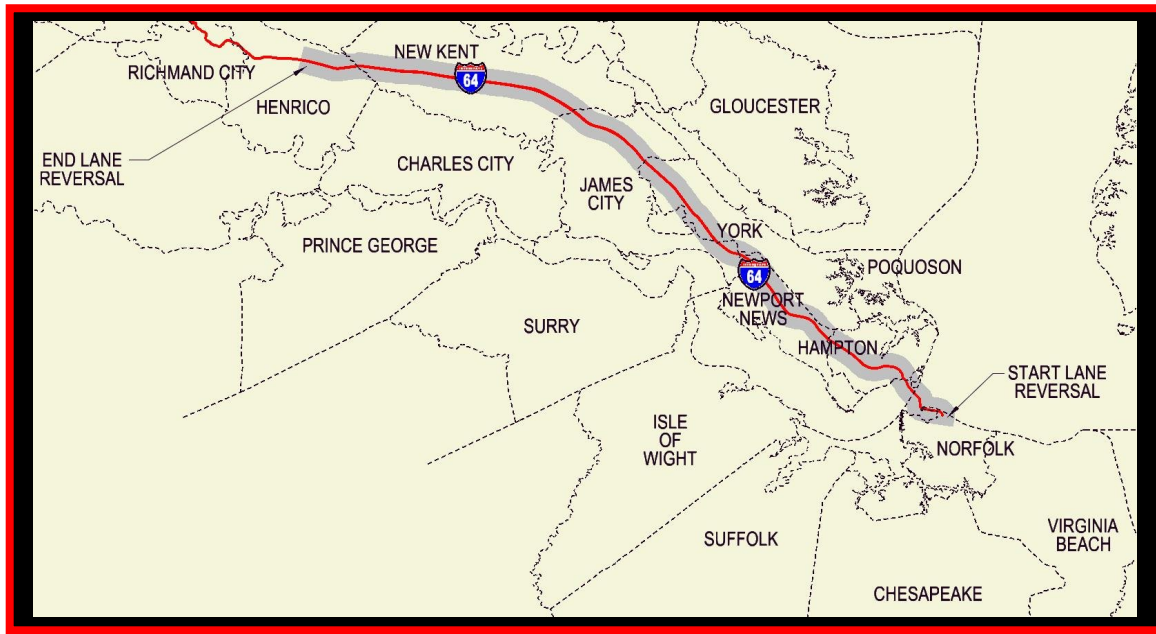 NEW KENT
RICHMAND CITY
64
HENRICO
GLOUCESTER
END LANE
REVERSAL
CHARLES CITY
JAMES
CITY
YORK
PRINCE GEORGE
POQUOSON
64
NEWPORT
NEWS
SURRY
HAMPTON
START LANE
REVERSAL
ISLE
OF
WIGHT
NORFOLK
SUFFOLK
VIRGINIA
BEACH
CHESAPEAKE